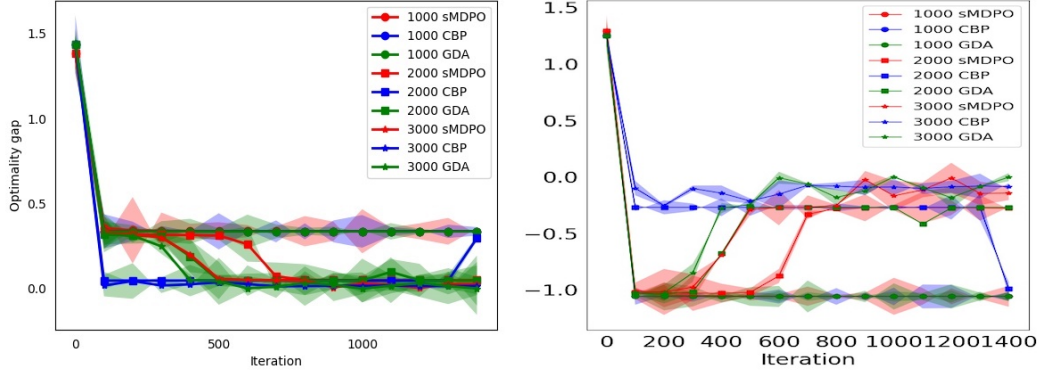 1.5
1.0
0.5
0.0
Optimality gap
0
500
1000
Iteration
1000 sMDPO
1000 CBP
1000 GDA
2000 sMDPO
2000 CBP
2000 GDA
3000 sMDPO
3000 CBP
3000 GDA
1.5
1.0
0.5
0.0
−0.5
−1.0
0 200 400 600 800 1000 1200 1400
Iteration
1000 sMDPO
1000 CBP
1000 GDA
2000 sMDPO
2000 CBP
2000 GDA
3000 sMDPO
3000 CBP
3000 GDA